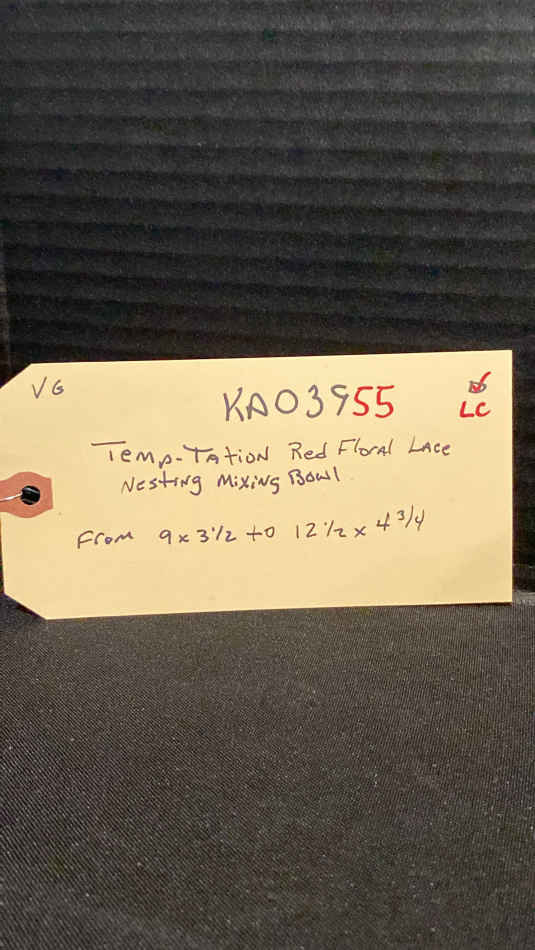 VG
KA03955
LC
Temp-Tation Red Floral Lace
Nesting Mixing Bowl
From 9 x 3 1/2 to 12 1/2 x 4 3/4